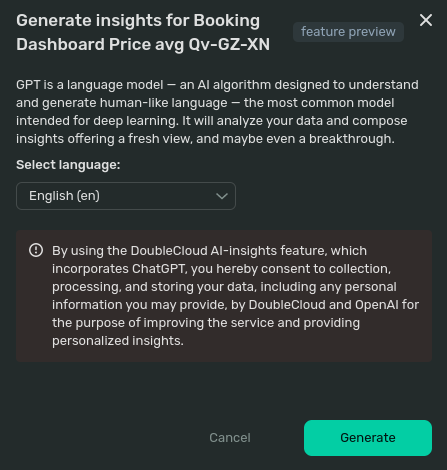 Generate insights for Booking
Dashboard Price avg Qv-GZ-XN
feature preview
GPT is a language model — an AI algorithm designed to understand
and generate human-like language — the most common model
intended for deep learning. It will analyze your data and compose
insights offering a fresh view, and maybe even a breakthrough.
Select language:
English (en)
By using the DoubleCloud AI-insights feature, which
incorporates ChatGPT, you hereby consent to collection,
processing, and storing your data, including any personal
information you may provide, by DoubleCloud and OpenAI for
the purpose of improving the service and providing
personalized insights.
Cancel
Generate